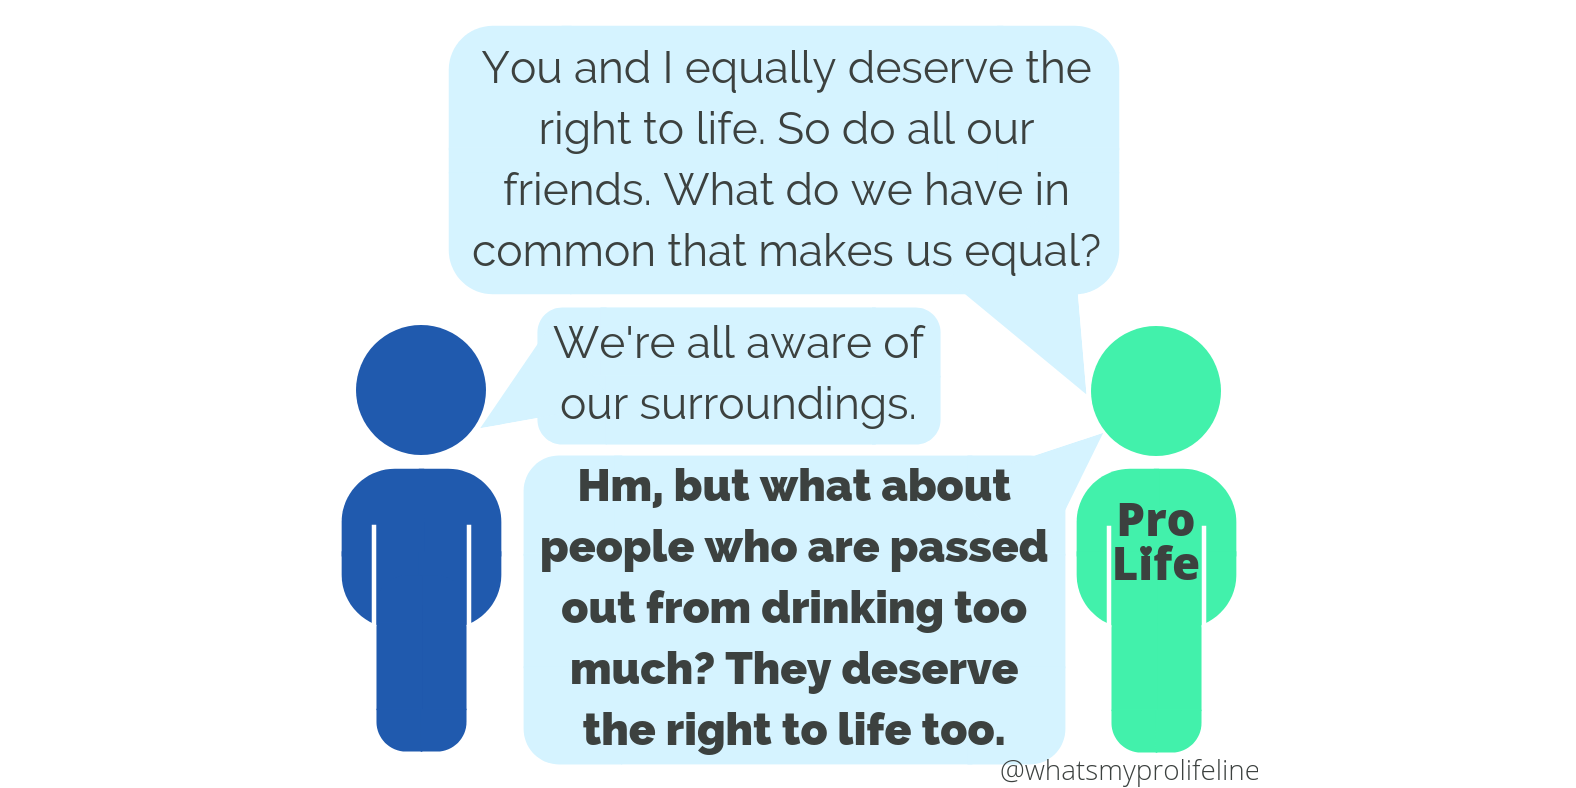 You and I equally deserve the
right to life. So do all our
friends. What do we have in
common that makes us equal?
We're all aware of
our surroundings.
Hm, but what about
people who are passed
out from drinking too
much? They deserve
the right to life too.
Pro
Life
@whatsmyprolifeline